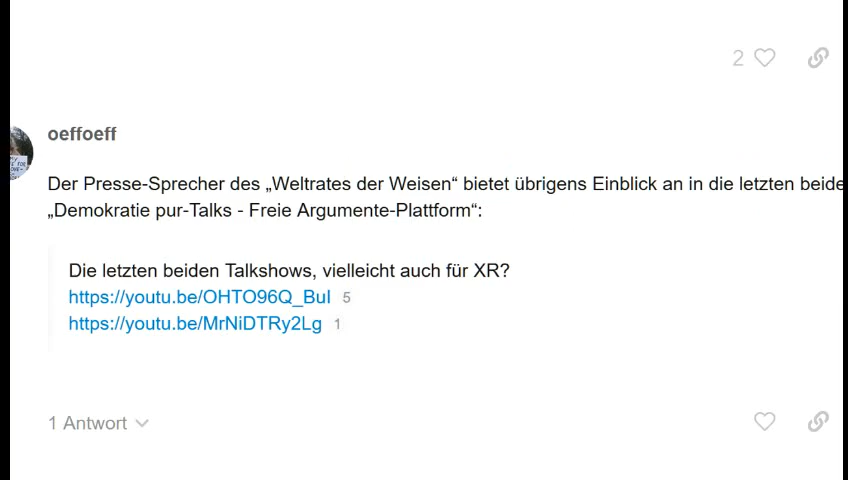 2
oeffoeff
Der Presse-Sprecher des „Weltrates der Weisen“ bietet übrigens Einblick an in die letzten beide
„Demokratie pur-Talks - Freie Argumente-Plattform“:
Die letzten beiden Talkshows, vielleicht auch für XR?
https://youtu.be/OHTO96Q_BuI 5
https://youtu.be/MrNiDTRy2Lg 1
1 Antwort